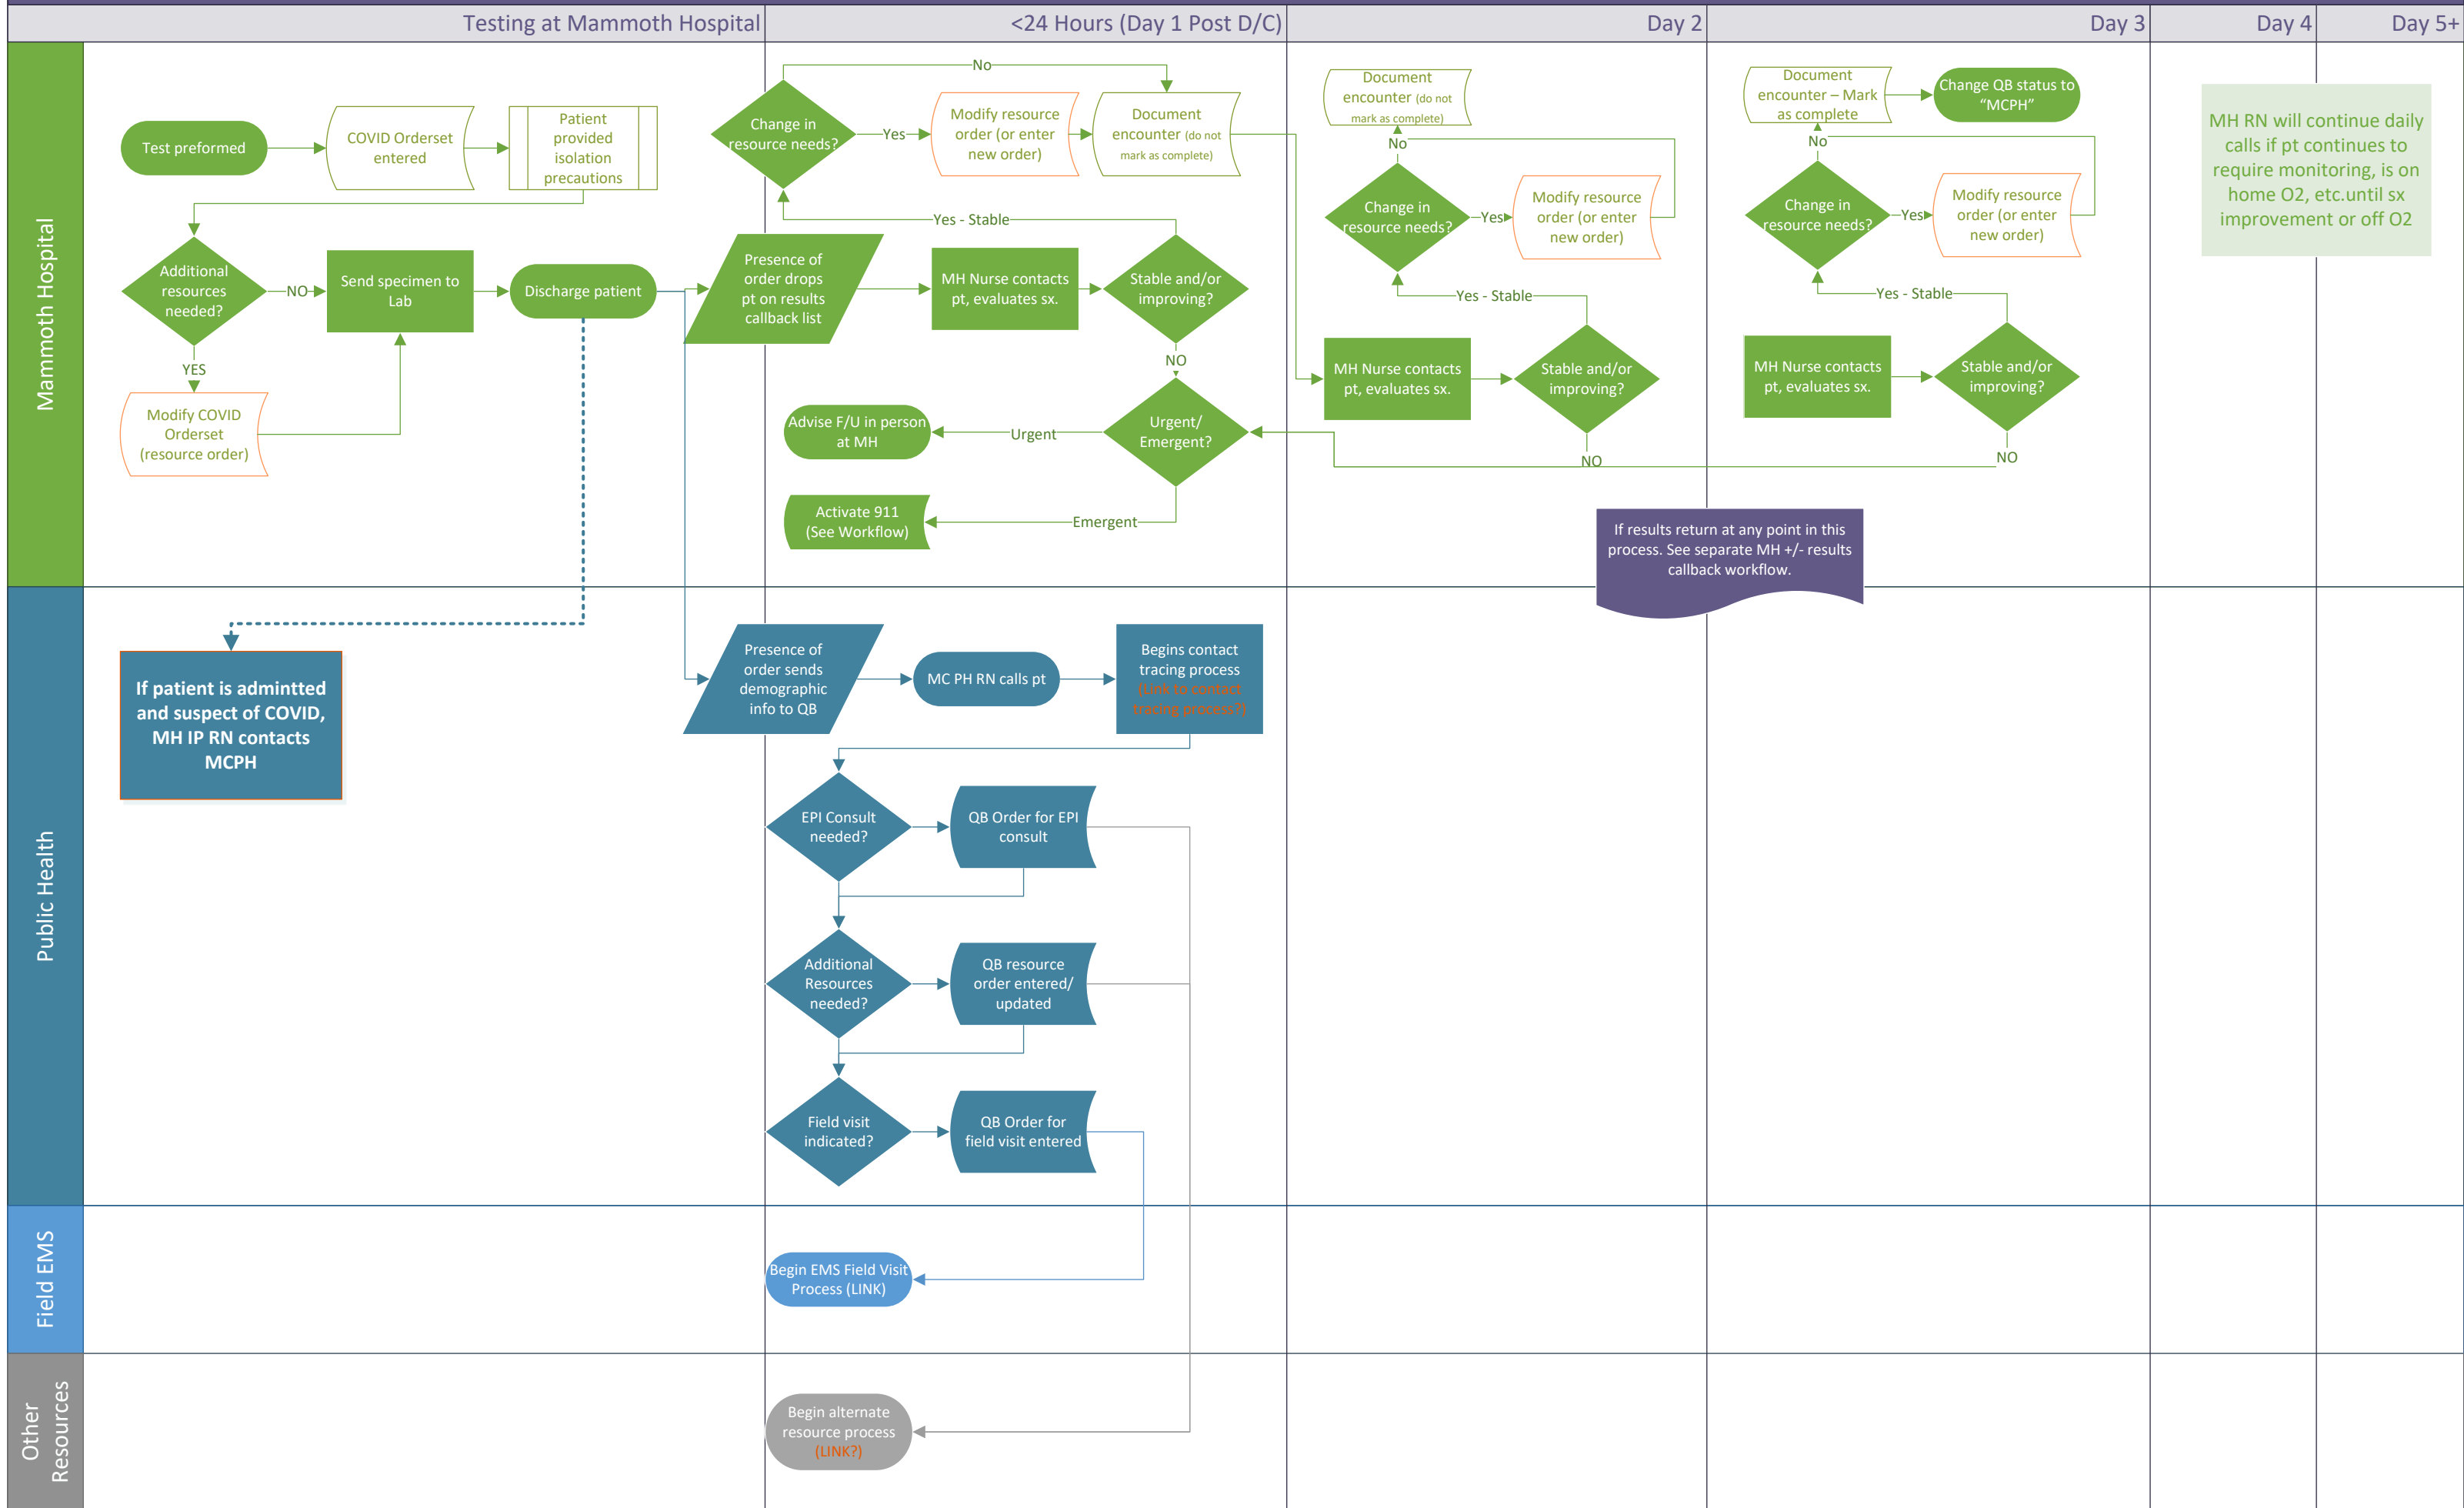 Testing at Mammoth Hospital
<24 Hours (Day 1 Post D/C)
Day 2
Day 3
Day 4
Day 5+
Mammoth Hospital
Test preformed
COVID Orderset
entered
Patient
provided
isolation
precautions
Additional
resources
needed?
NO
Send specimen to
Lab
Discharge patient
YES
Modify COVID
Orderset
(resource order)
No
Change in
resource needs?
Yes
Modify resource
order (or enter
new order)
Document
encounter (do not
mark as complete)
Yes - Stable
Presence of
order drops
pt on results
callback list
MH Nurse contacts
pt, evaluates sx.
Stable and/or
improving?
NO
Urgent/
Emergent?
Urgent
Advise F/U in person
at MH
Emergent
Activate 911
(See Workflow)
Document
encounter (do not
mark as complete)
No
Change in
resource needs?
Yes
Modify resource
order (or enter
new order)
Yes - Stable
MH Nurse contacts
pt, evaluates sx.
Stable and/or
improving?
NO
Document
encounter – Mark
as complete
Change QB status to
“MCPH”
No
Change in
resource needs?
Yes
Modify resource
order (or enter
new order)
Yes - Stable
MH Nurse contacts
pt, evaluates sx.
Stable and/or
improving?
NO
MH RN will continue daily
calls if pt continues to
require monitoring, is on
home O2, etc.until sx
improvement or off O2
If results return at any point in this
process. See separate MH +/- results
callback workflow.
Public Health
If patient is admintted
and suspect of COVID,
MH IP RN contacts
MCPH
Presence of
order sends
demographic
info to QB
MC PH RN calls pt
Begins contact
tracing process
(Link to contact
tracing process?)
EPI Consult
needed?
QB Order for EPI
consult
Additional
Resources
needed?
QB resource
order entered/
updated
Field visit
indicated?
QB Order for
field visit entered
Field EMS
Begin EMS Field Visit
Process (LINK)
Other
Resources
Begin alternate
resource process
(LINK?)